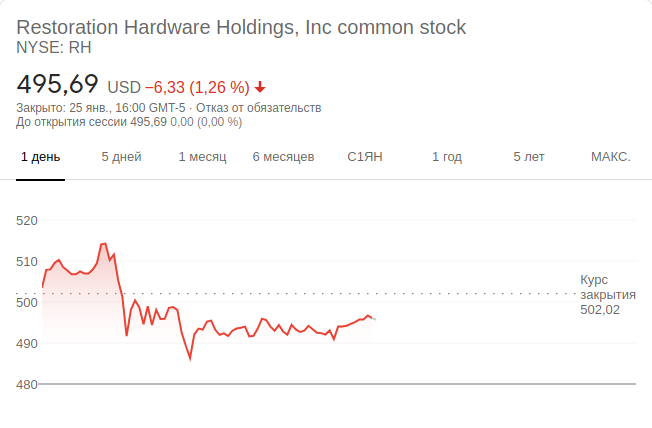 Restoration Hardware Holdings, Inc common stock
NYSE: RH
495,69 USD −6,33 (1,26 %)
Закрыто: 25 янв., 16:00 GMT-5 · Отказ от обязательств
До открытия сессии 495,69 0,00 (0,00 %)
1 день 5 дней 1 месяц 6 месяцев С1ЯН 1 год 5 лет МАКС.
520
510
Курс
закрытия
502,02
500
490
480